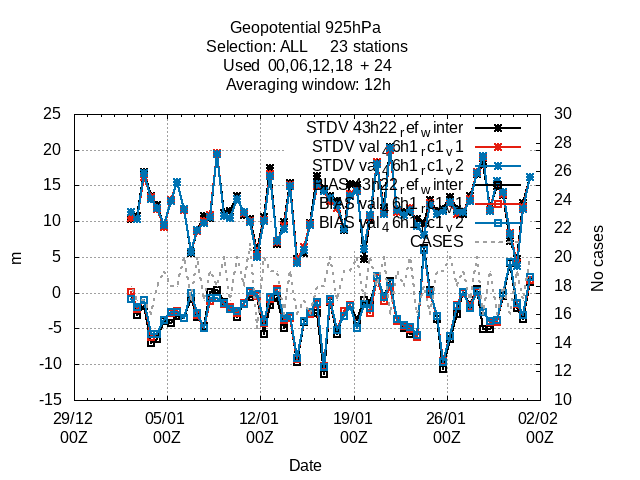 Geopotential 925hPa
Selection: ALL 23 stations
Used 00,06,12,18 + 24
Averaging window: 12h
STDV 43h22_ref_winter
STDV val_46h1_rc1_v1
STDV val_46h1_rc1_v2
BIAS 43h22_ref_winter
BIAS val_46h1_rc1_v1
BIAS val_46h1_rc1_v2
CASES
25
20
15
10
5
0
-5
-10
-15
m
30
28
26
24
22
20
18
16
14
12
10
No cases
29/12 05/01 12/01 19/01 26/01 02/02
00Z 00Z 00Z 00Z 00Z 00Z
Date